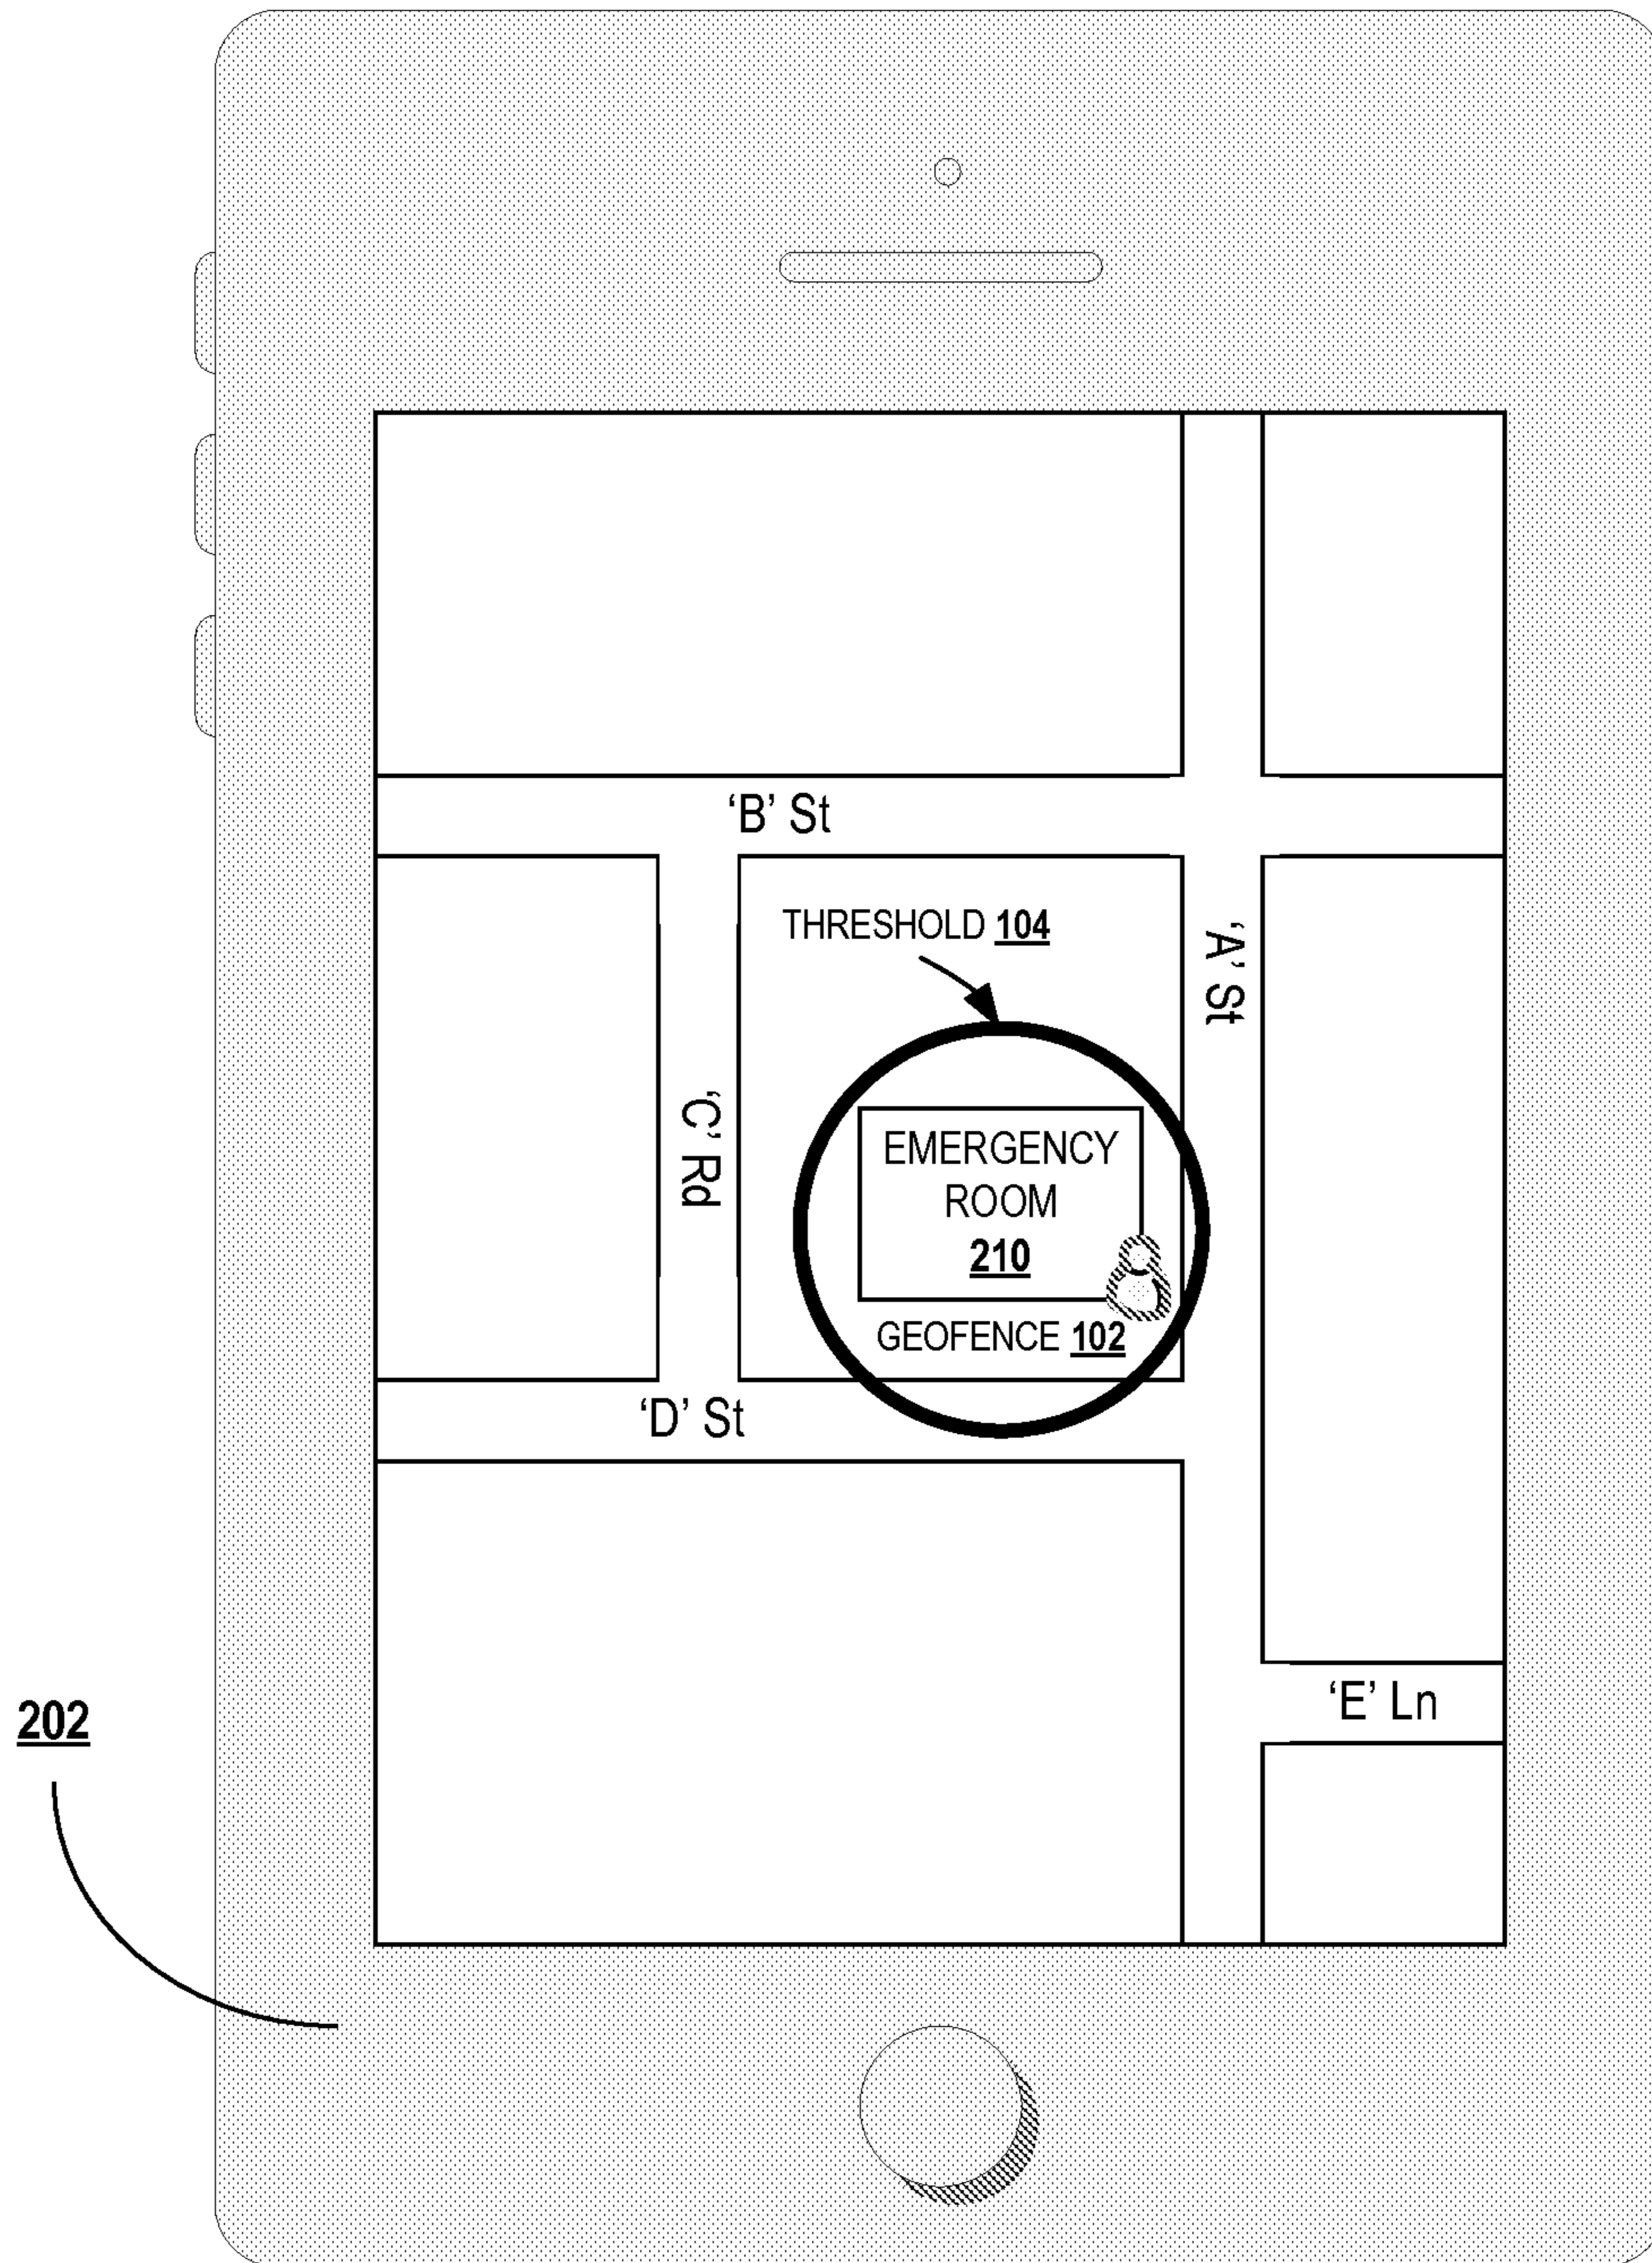 ‘B’ St
THRESHOLD 104
‘A’ St
‘C’ Rd
EMERGENCY
ROOM
210
GEOFENCE 102
‘D’ St
‘E’ Ln
202